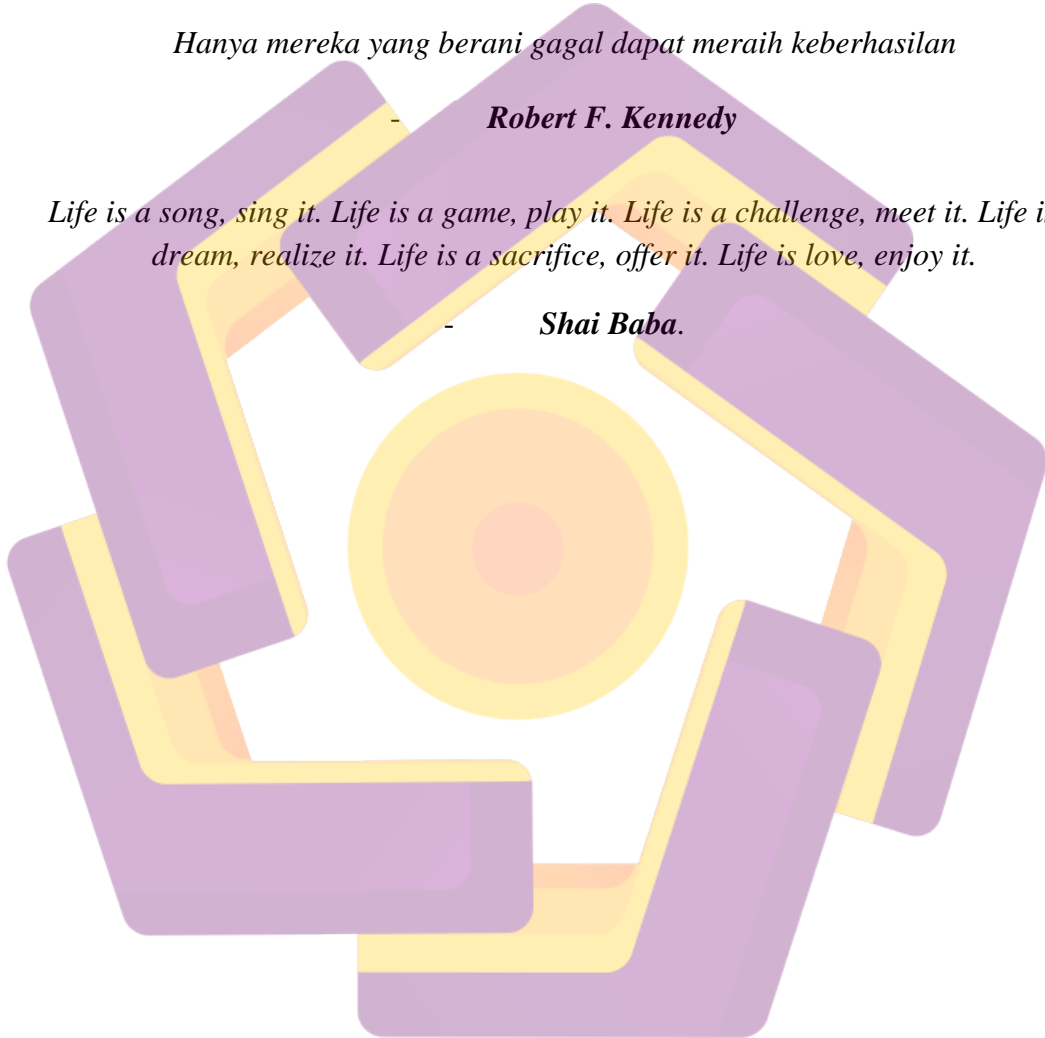 Hanya mereka yang berani gagal dapat meraih keberhasilan
- Robert F. Kennedy
Life is a song, sing it. Life is a game, play it. Life is a challenge, meet it. Life
dream, realize it. Life is a sacrifice, offer it. Life is love, enjoy it.
- Shai Baba.